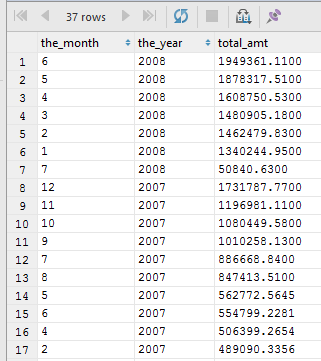 37 rows
the_month the_year total_amt
1 6 2008 1949361.1100
2 5 2008 1878317.5100
3 4 2008 1608750.5300
4 3 2008 1480905.1800
5 2 2008 1462479.8300
6 1 2008 1340244.9500
7 7 2008 50840.6300
8 12 2007 1731787.7700
9 11 2007 1196981.1100
10 10 2007 1080449.5800
11 9 2007 1010258.1300
12 7 2007 886668.8400
13 8 2007 847413.5100
14 5 2007 562772.5645
15 6 2007 554799.2281
16 4 2007 506399.2654
17 2 2007 489090.3356